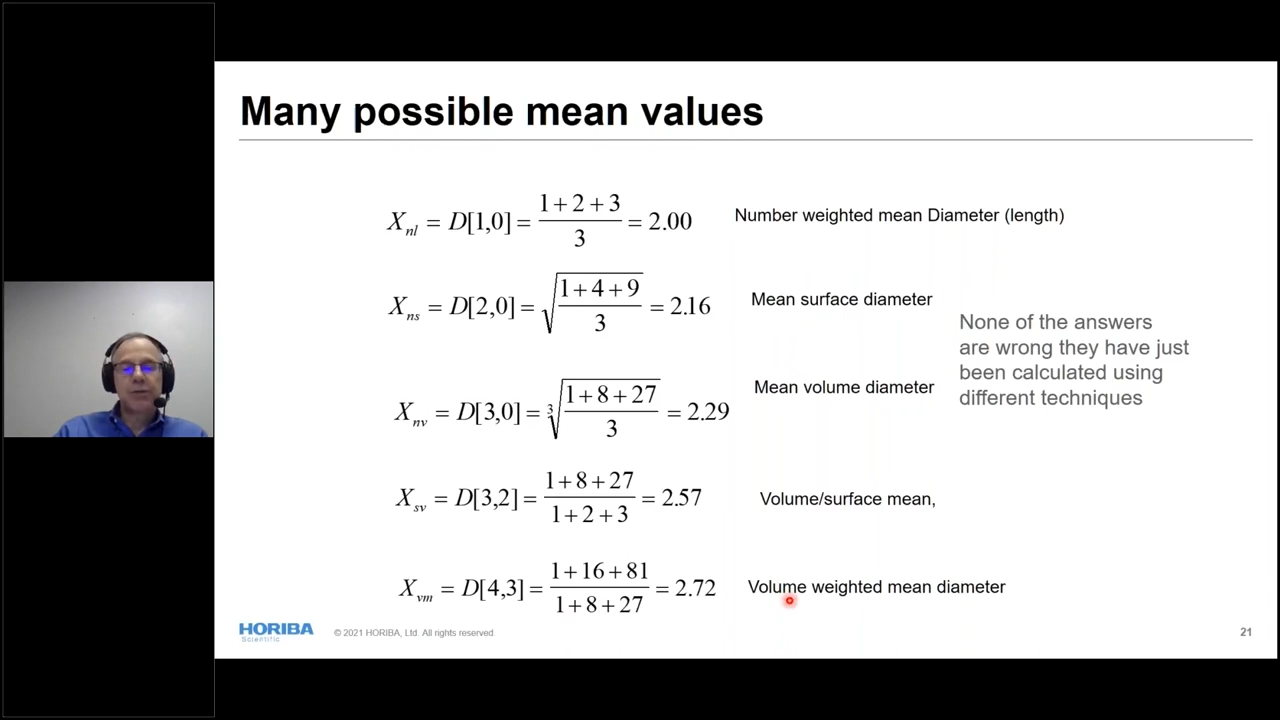 Many possible mean values
X_nl = D[1,0] = (1+2+3)/3 = 2.00 Number weighted mean Diameter (length)
X_ns = D[2,0] = √((1+4+9)/3) = 2.16 Mean surface diameter
None of the answers
are wrong they have just
been calculated using
different techniques
X_nv = D[3,0] = ∛((1+8+27)/3) = 2.29 Mean volume diameter
X_sv = D[3,2] = (1+8+27)/(1+2+3) = 2.57 Volume/surface mean,
X_vm = D[4,3] = (1+16+81)/(1+8+27) = 2.72 Volume weighted mean diameter
HORIBA
Scientific
© 2021 HORIBA, Ltd. All rights reserved
21